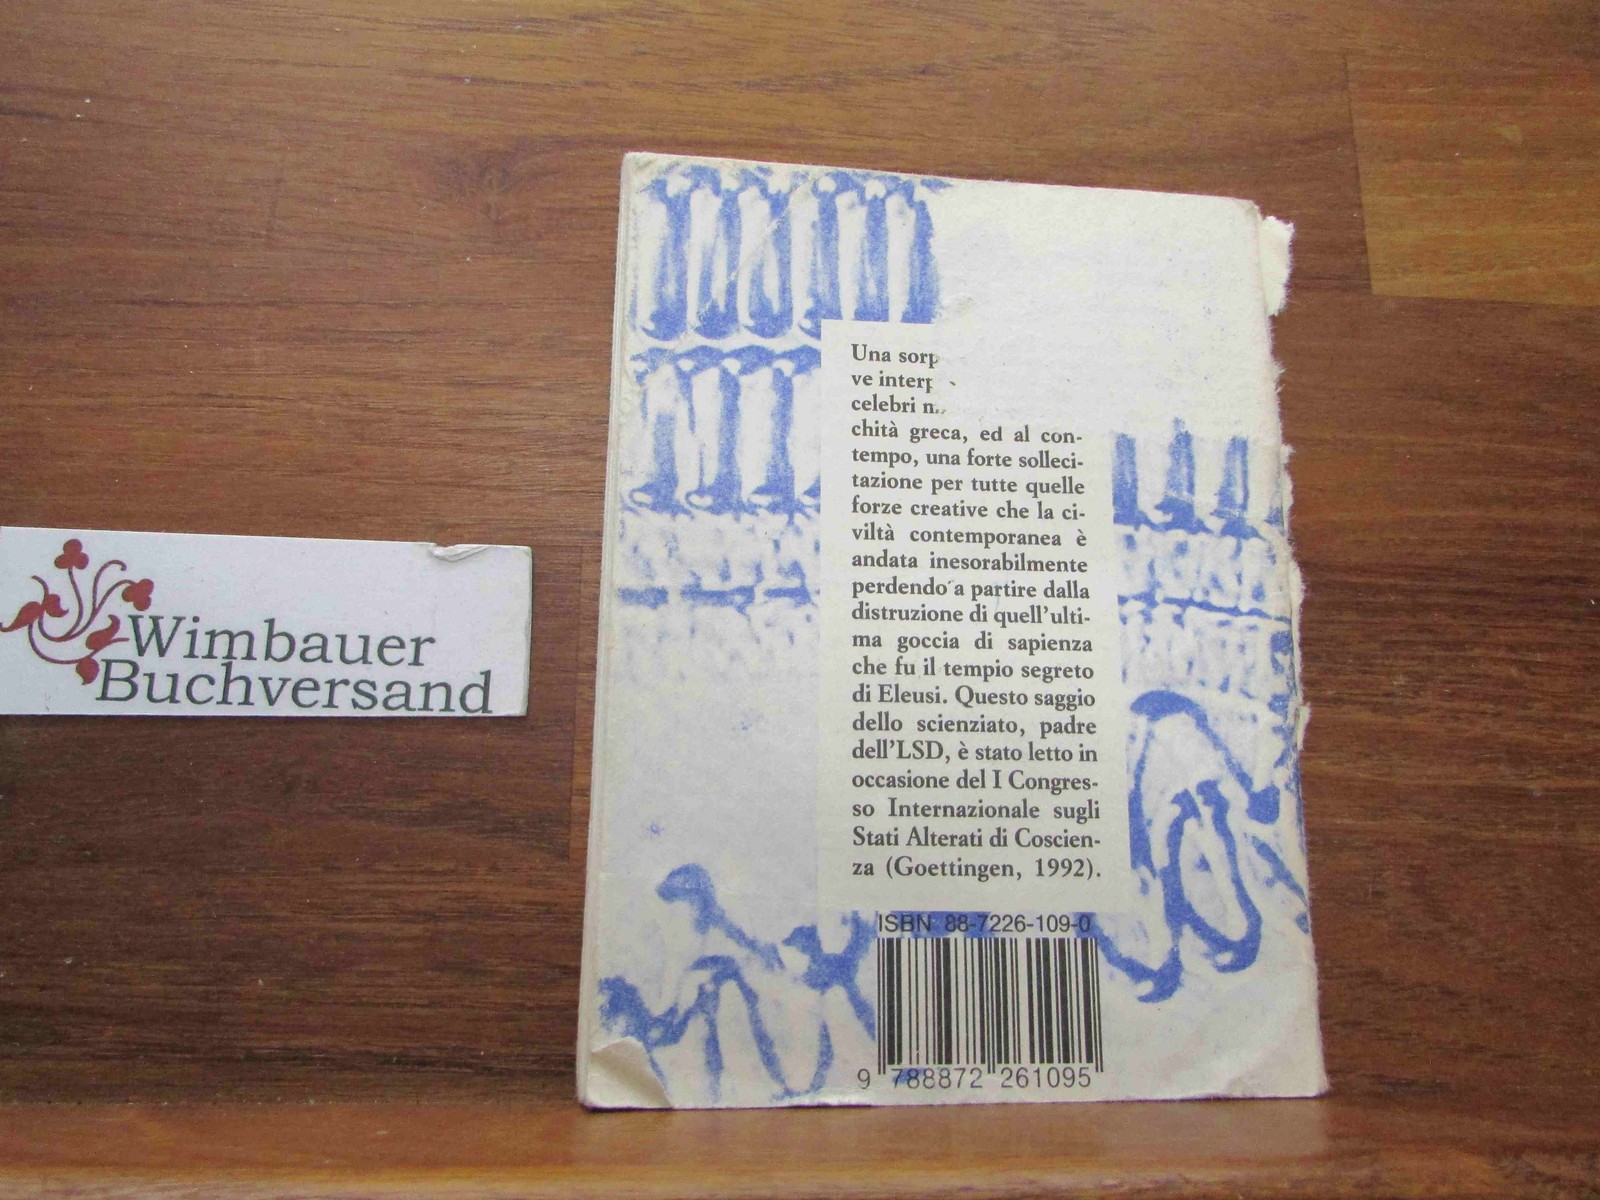 Wimbauer
Buchversand
Una
ve
celebri
chità greca, ed al con-
tempo, una forte solleci-
tazione per tutte quelle
forze creative che la ci-
viltà contemporanea è
andata inesorabilmente
perdendo a partire dalla
distruzione di quell'ulti-
ma goccia di sapienza
che fu il tempio segreto
di Eleusi. Questo saggio
dello scienziato, padre
dell'LSD, è stato letto in
occasione del I Congres-
so Internazionale sugli
Stati Alterati di Coscien-
za (Goettingen, 1992).
ISBN 88-7226-109-0
9 788872 261095